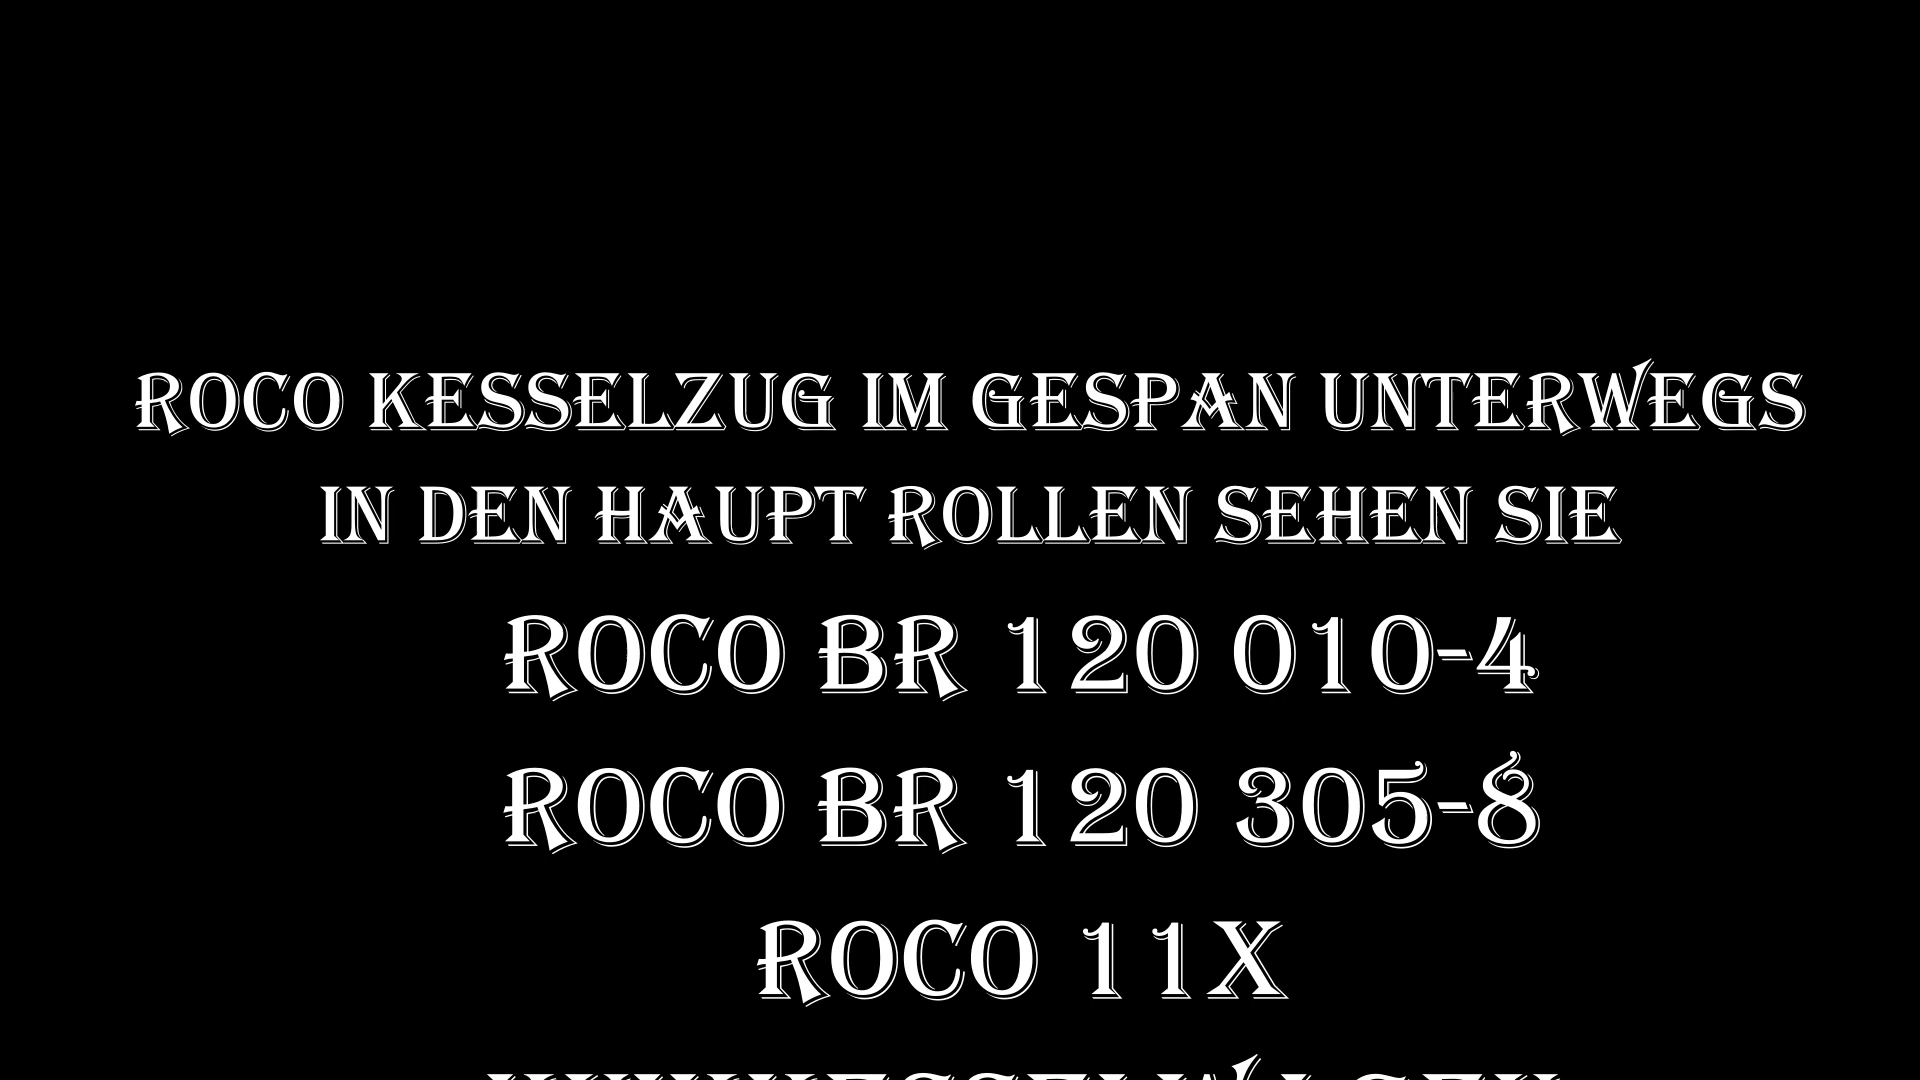 ROCO KESSELZUG IM GESPAN UNTERWEGS
IN DEN HAUPT ROLLEN SEHEN SIE
ROCO BR 120 010-4
ROCO BR 120 305-8
ROCO 11X